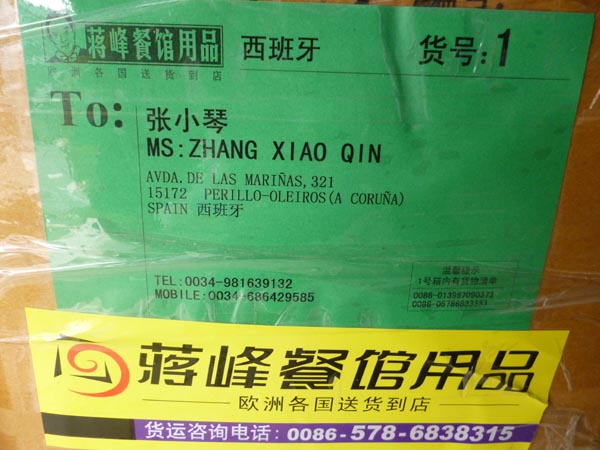 蒋峰餐馆用品
欧洲各国送货到店
西班牙
货号:1
To:
张小琴
MS:ZHANG XIAO QIN
AVDA.DE LAS MARIÑAS,321
15172 PERILLO-OLEIROS(A CORUÑA)
SPAIN 西班牙
TEL:0034-981639132
MOBILE:0034-686429585
温馨提示
1号箱内有货物清单
蒋峰餐馆用品
欧洲各国送货到店
货运咨询电话: 0086-578-6838315